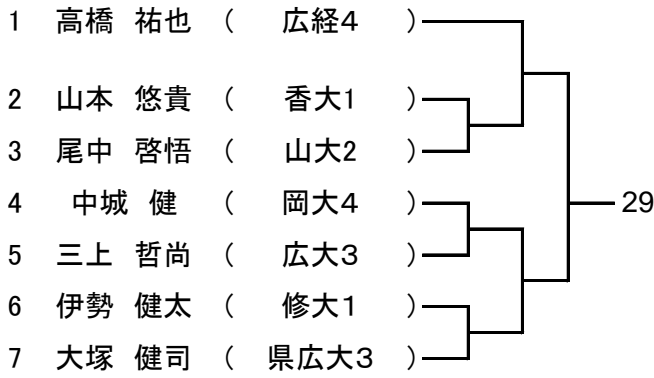 1 高橋 祐也 ( 広経4 )
2 山本 悠貴 ( 香大1 )
3 尾中 啓悟 ( 山大2 )
4 中城 健 ( 岡大4 )
29
5 三上 哲尚 ( 広大3 )
6 伊勢 健太 ( 修大1 )
7 大塚 健司 ( 県広大3 )